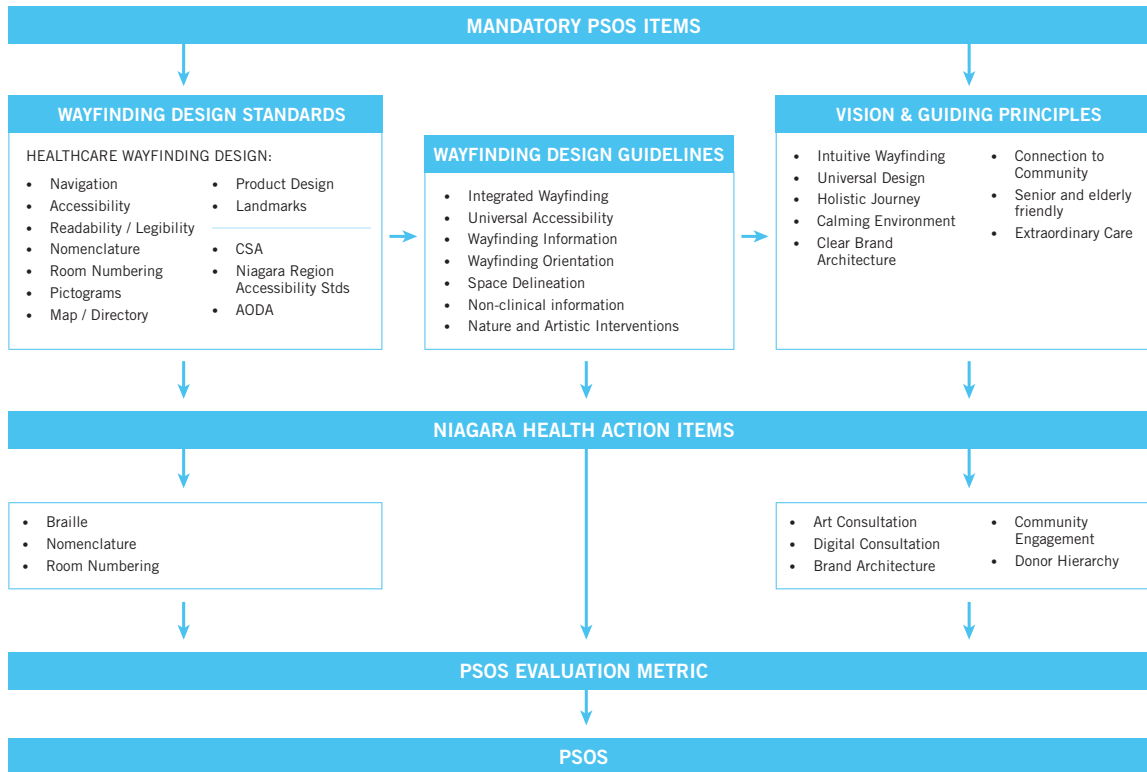 MANDATORY PSOS ITEMS
WAYFINDING DESIGN STANDARDS
HEALTHCARE WAYFINDING DESIGN:
• Navigation
• Accessibility
• Readability / Legibility
• Nomenclature
• Room Numbering
• Pictograms
• Map / Directory
• Product Design
• Landmarks
• CSA
• Niagara Region
Accessibility Stds
• AODA
WAYFINDING DESIGN GUIDELINES
• Integrated Wayfinding
• Universal Accessibility
• Wayfinding Information
• Wayfinding Orientation
• Space Delineation
• Non-clinical information
• Nature and Artistic Interventions
VISION & GUIDING PRINCIPLES
• Intuitive Wayfinding
• Universal Design
• Holistic Journey
• Calming Environment
• Clear Brand
Architecture
• Connection to
Community
• Senior and elderly
friendly
• Extraordinary Care
NIAGARA HEALTH ACTION ITEMS
• Braille
• Nomenclature
• Room Numbering
• Art Consultation
• Digital Consultation
• Brand Architecture
• Community
Engagement
• Donor Hierarchy
PSOS EVALUATION METRIC
PSOS